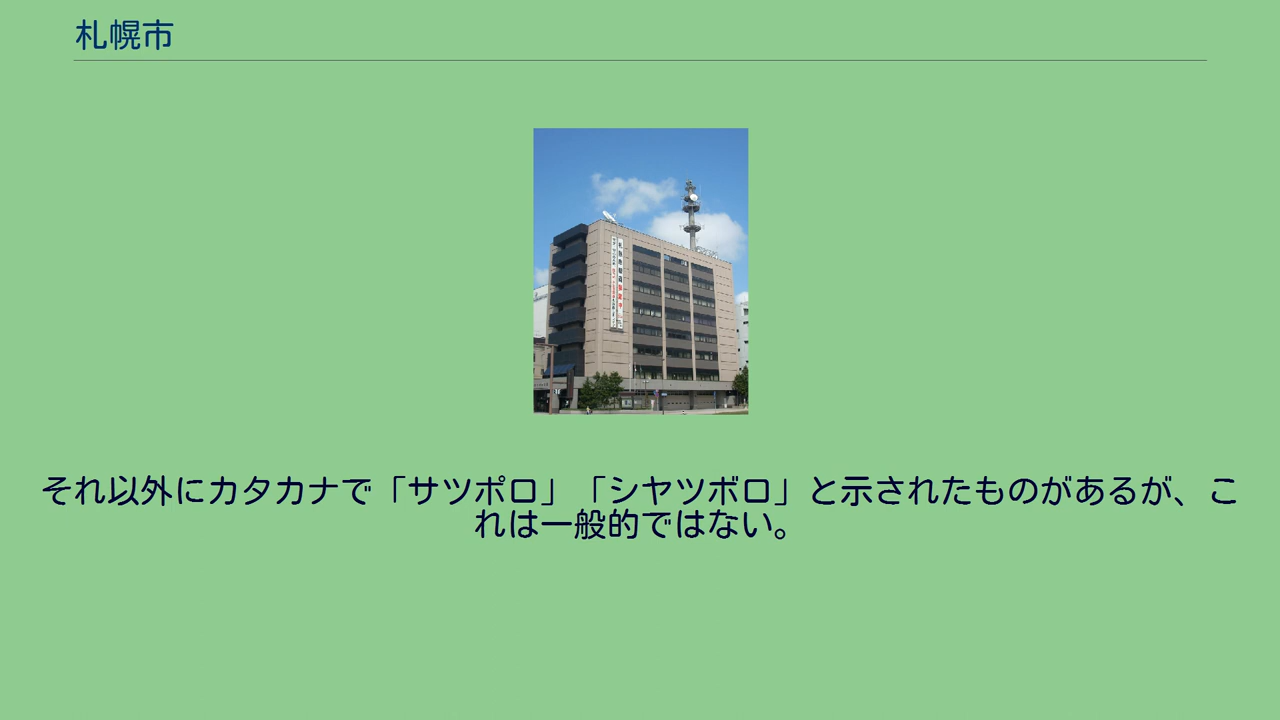 札幌市
それ以外にカタカナで「サツポロ」「シヤツボロ」と示されたものがあるが、こ
れは一般的ではない。